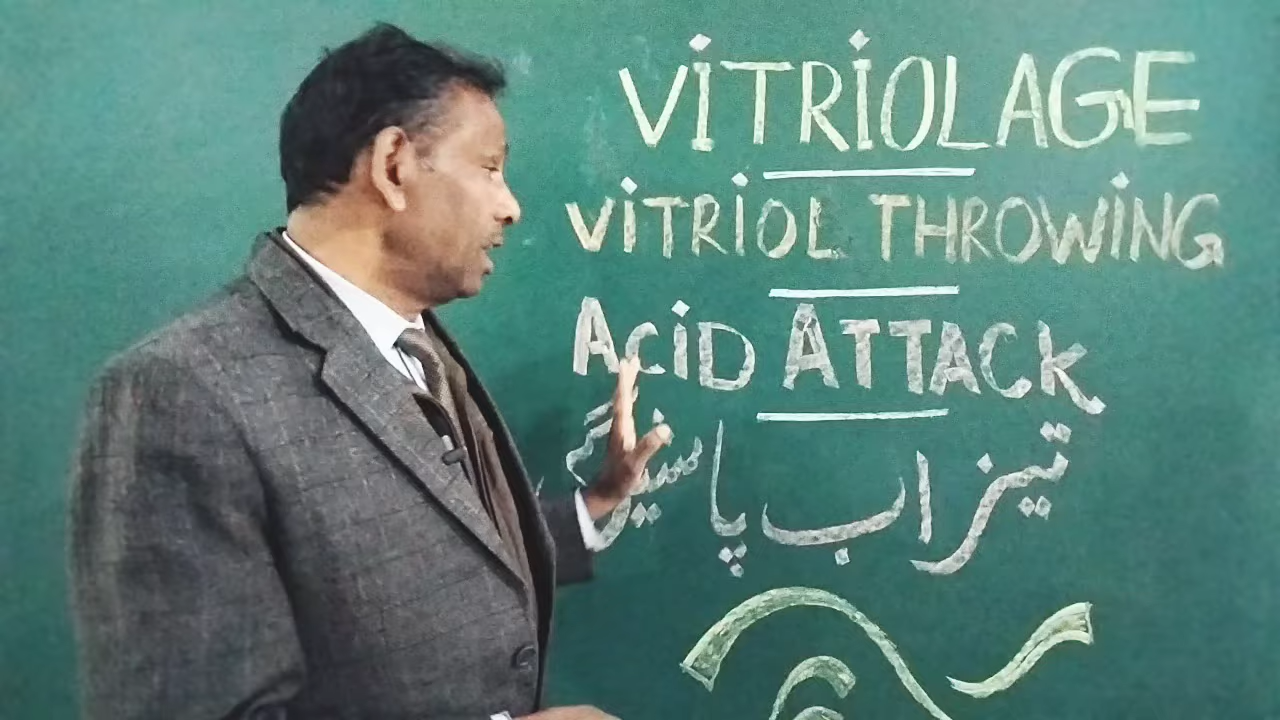 VITRIOLAGE
VITRIOL THROWING
ACID ATTACK
تیزاب